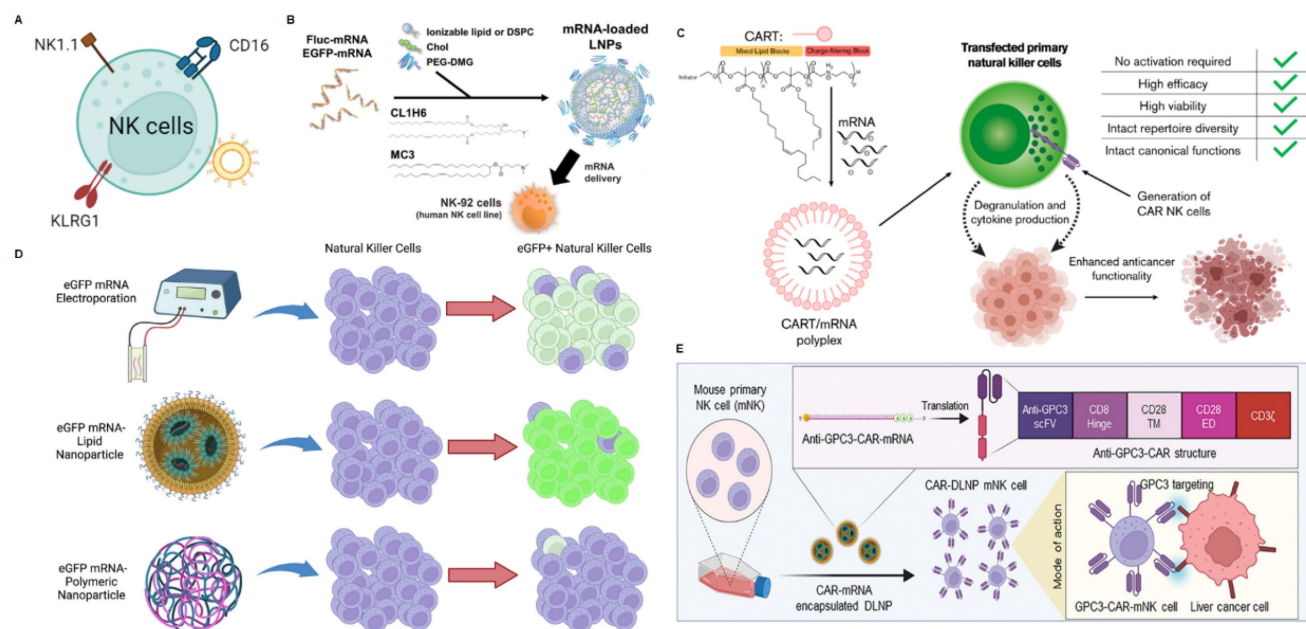 A
NK1.1
CD16
NK cells
KLRG1
B
Fluc-mRNA
EGFP-mRNA
Ionizable lipid or DSPC
Chol
PEG-DMG
mRNA-loaded
LNPs
CL1H6
MC3
mRNA
delivery
NK-92 cells
(human NK cell line)
C
CART:
Mixed-Lipid Blocks
Charge-Altering Block
Initiator
mRNA
CART/mRNA
polyplex
Transfected primary
natural killer cells
No activation required
High efficacy
High viability
Intact repertoire diversity
Intact canonical functions
Degranulation and
cytokine production
Generation of
CAR NK cells
Enhanced anticancer
functionality
D
Natural Killer Cells
eGFP+ Natural Killer Cells
eGFP mRNA
Electroporation
eGFP mRNA-
Lipid
Nanoparticle
eGFP mRNA-
Polymeric
Nanoparticle
E
Mouse primary
NK cell (mNK)
Anti-GPC3-CAR-mRNA
Translation
Anti-GPC3
scFV
CD8
Hinge
CD28
TM
CD28
ED
CD3ζ
Anti-GPC3-CAR structure
CAR-mRNA
encapsulated DLNP
CAR-DLNP mNK cell
Mode of action
GPC3 targeting
GPC3-CAR-mNK cell
Liver cancer cell